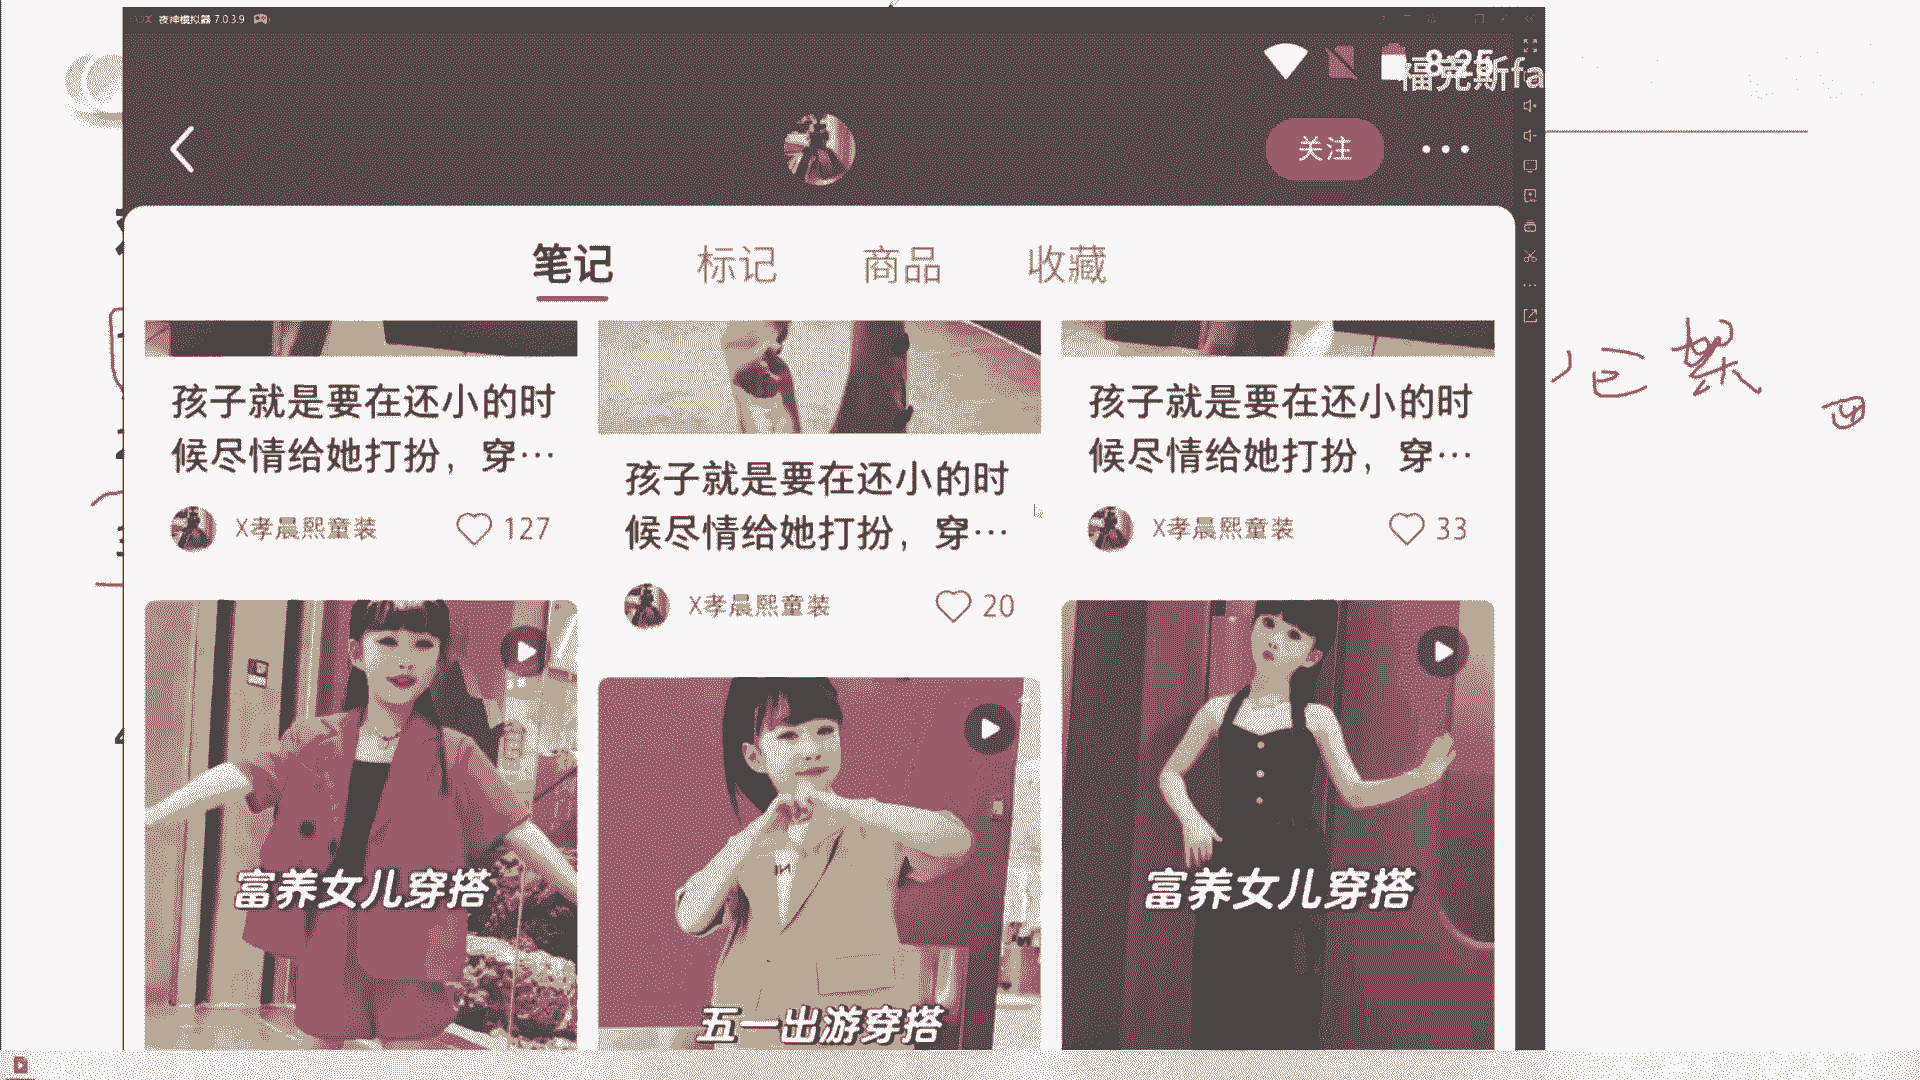 夜神模拟器 7.0.3.9
8:25
福克斯fa
关注
笔记
标记
商品
收藏
孩子就是要在还小的时
候尽情给她打扮，穿…
X孝晨熙童装
127
孩子就是要在还小的时
候尽情给她打扮，穿…
X孝晨熙童装
20
孩子就是要在还小的时
候尽情给她打扮，穿…
X孝晨熙童装
33
富养女儿穿搭
五一出游穿搭
富养女儿穿搭